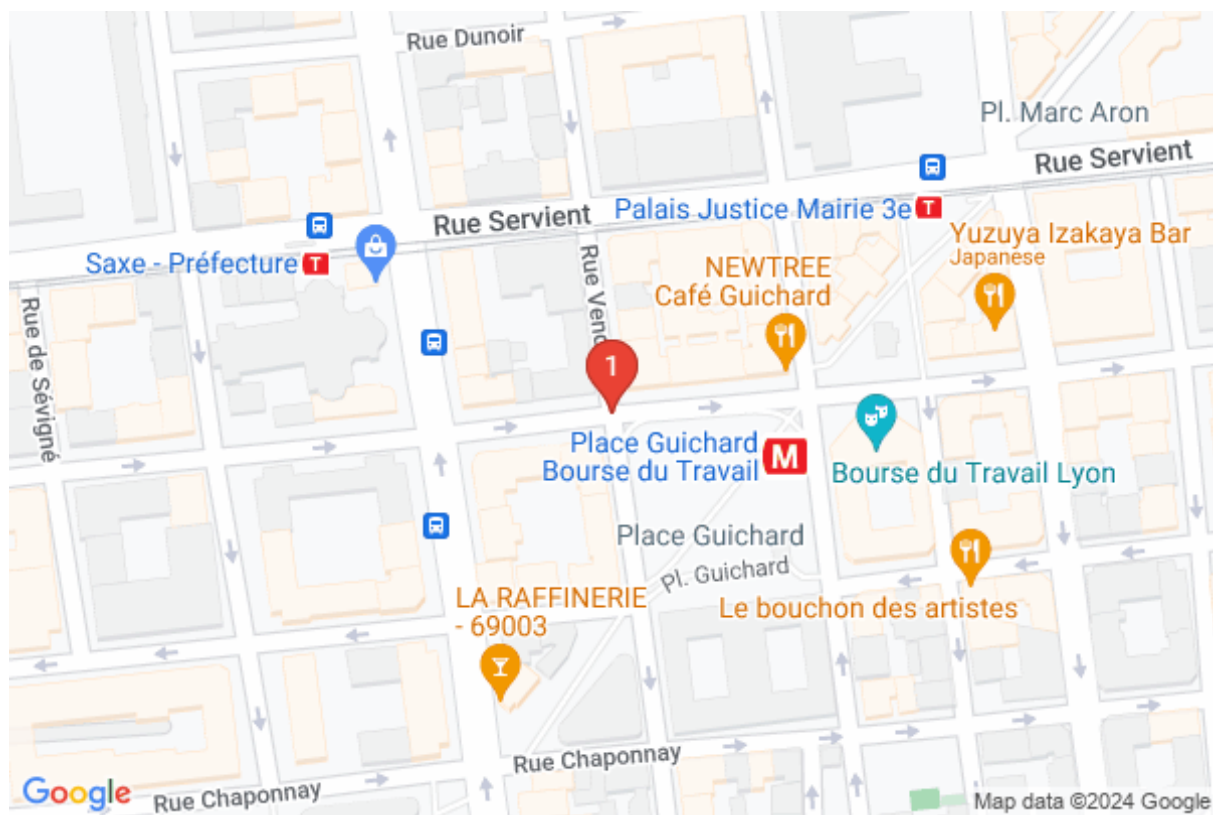 Rue Dunoir
Pl. Marc Aron
Rue Servient
Palais Justice Mairie 3e T
Rue Servient
Saxe - Préfecture T
Yuzuya Izakaya Bar
Japanese
NEWTREE
Café Guichard
Rue Vend
Rue de Sévigné
1
Place Guichard
Bourse du Travail
M
Bourse du Travail Lyon
Place Guichard
Pl. Guichard
LA RAFFINERIE
- 69003
Le bouchon des artistes
Rue Chaponnay
Rue Chaponnay
Google
Map data ©2024 Google